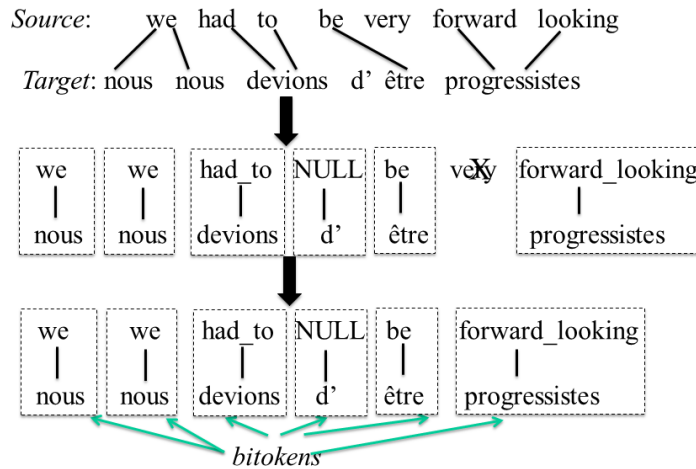 Source: we had to be very forward looking
Target: nous nous devions d' être progressistes
we we had_to NULL be very X forward_looking
nous nous devions d' être progressistes
we we had_to NULL be forward_looking
nous nous devions d' être progressistes
bitokens